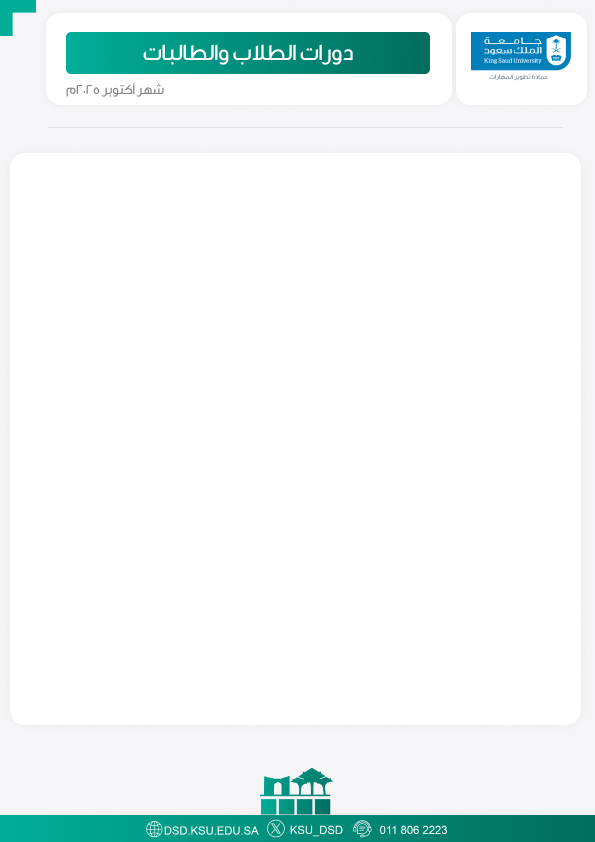 دورات الطلاب والطالبات
شهر أكتوبر ٢٠٢٥م
جامعة
الملك سعود
King Saud University
عمادة تطوير المهارات
DSD.KSU.EDU.SA KSU_DSD 011 806 2223